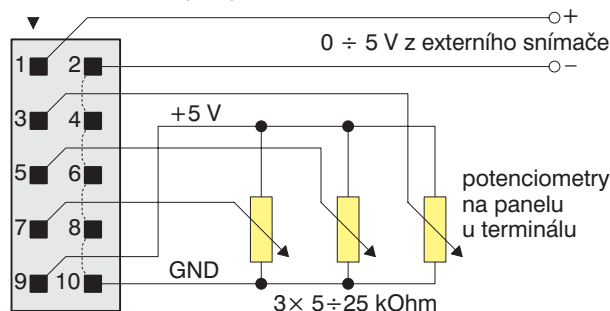 +
0 ÷ 5 V z externího snímače
−
1 2
3 4
+5 V
5 6
potenciometry
na panelu
u terminálu
7 8
9 10
GND
3× 5÷25 kOhm